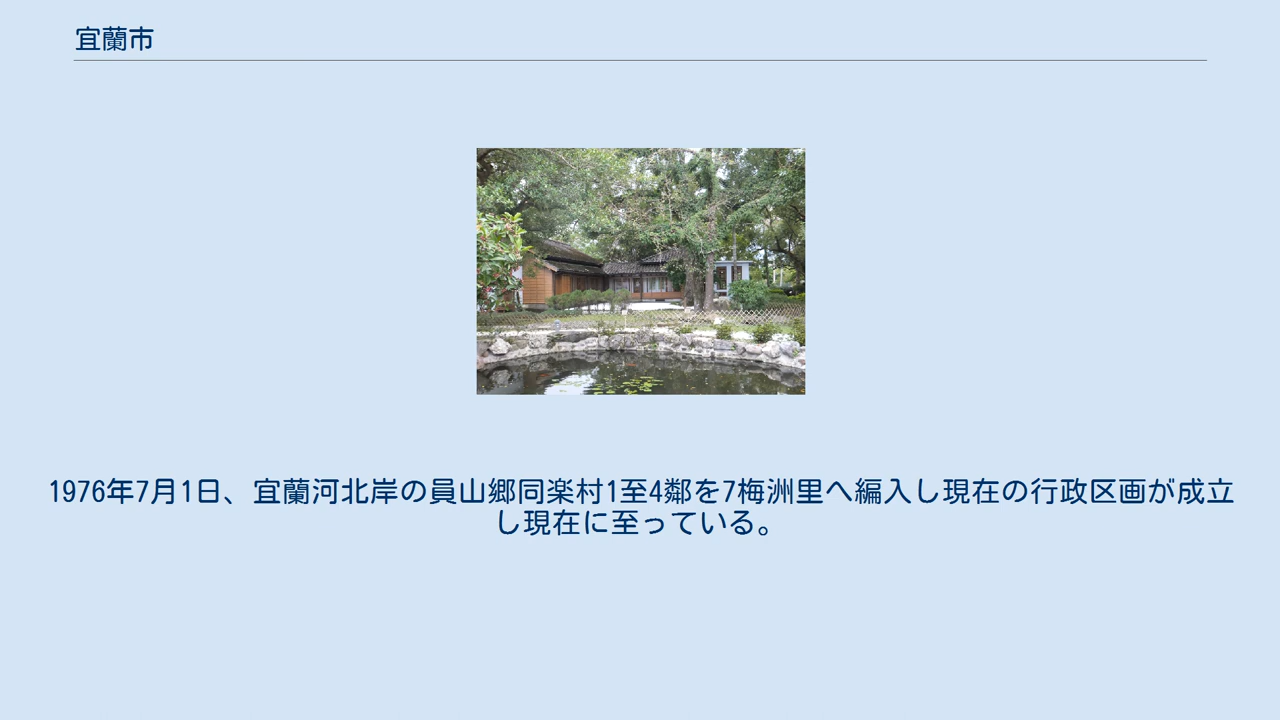 宜蘭市
1976年7月1日、宜蘭河北岸の員山郷同楽村1至4鄰を7梅洲里へ編入し現在の行政区画が成立
し現在に至っている。